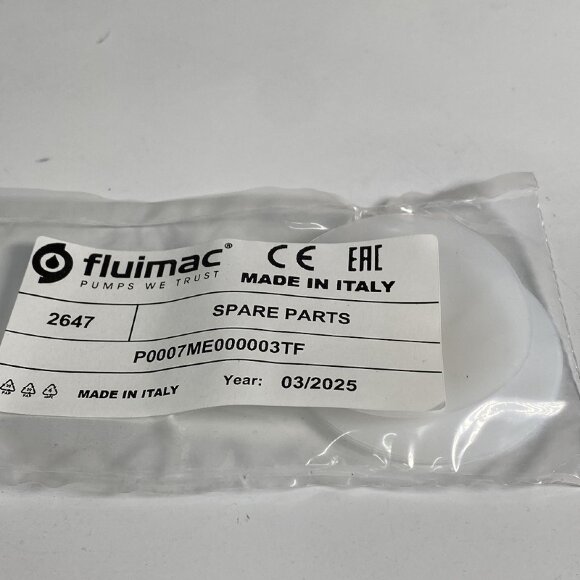 fluimac®
PUMPS WE TRUST
CE EAC
MADE IN ITALY
2647 SPARE PARTS
P0007ME000003TF
MADE IN ITALY Year: 03/2025